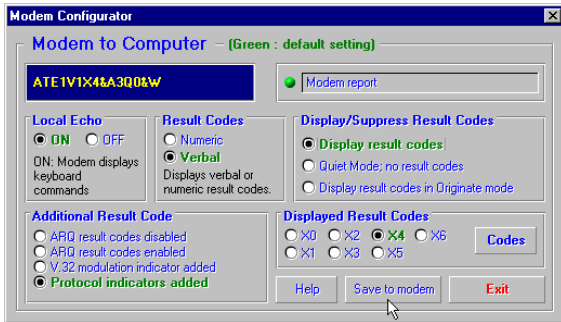 Modem Configurator
Modem to Computer – (Green : default setting)
ATE1V1X4&A3Q0&W
Modem report
Local Echo
ON OFF
ON: Modem displays
keyboard
commands
Result Codes
Numeric
Verbal
Displays verbal or
numeric result codes.
Display/Suppress Result Codes
Display result codes
Quiet Mode; no result codes
Display result codes in Originate mode
Additional Result Code
ARQ result codes disabled
ARQ result codes enabled
V.32 modulation indicator added
Protocol indicators added
Displayed Result Codes
X0 X2 X4 X6
X1 X3 X5
Codes
Help Save to modem Exit